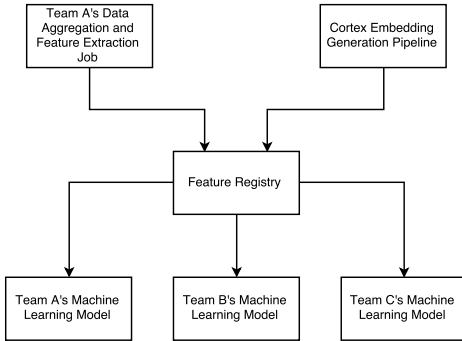 Team A's Data
Aggregation and
Feature Extraction
Job
Cortex Embedding
Generation Pipeline
Feature Registry
Team A's Machine
Learning Model
Team B's Machine
Learning Model
Team C's Machine
Learning Model